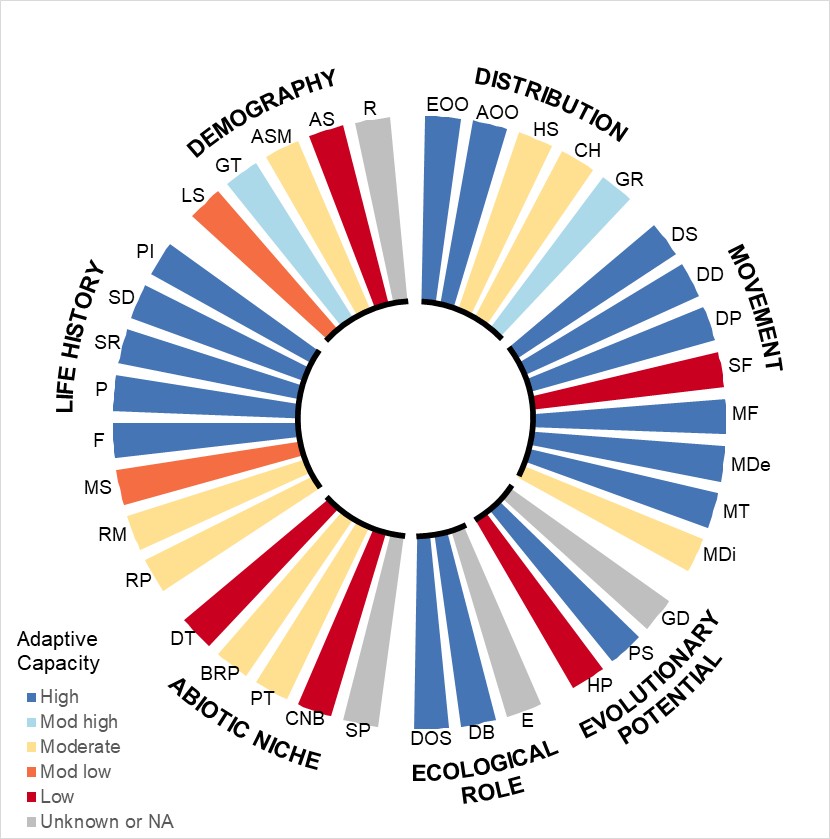 DISTRIBUTION
EOO
AOO
HS
CH
GR
MOVEMENT
DS
DD
DP
SF
MF
MDe
MT
MDi
EVOLUTIONARY
POTENTIAL
GD
PS
HP
ECOLOGICAL
ROLE
E
DB
DOS
ABIOTIC NICHE
SP
CNB
PT
BRP
DT
LIFE HISTORY
RP
RM
MS
F
P
SR
SD
PI
DEMOGRAPHY
LS
GT
ASM
AS
R
Adaptive
Capacity
High
Mod high
Moderate
Mod low
Low
Unknown or NA